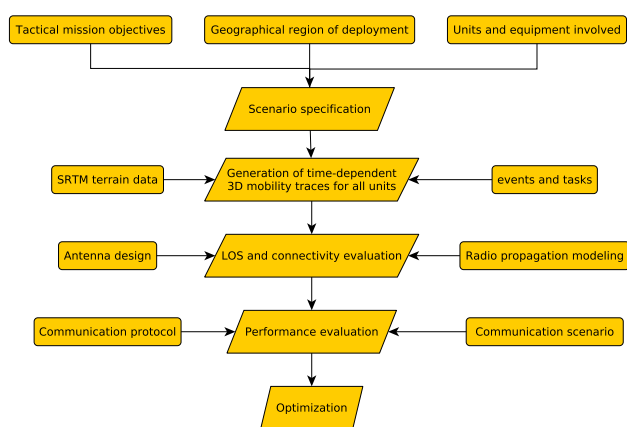 Tactical mission objectives
Geographical region of deployment
Units and equipment involved
Scenario specification
SRTM terrain data
Generation of time-dependent
3D mobility traces for all units
events and tasks
Antenna design
LOS and connectivity evaluation
Radio propagation modeling
Communication protocol
Performance evaluation
Communication scenario
Optimization